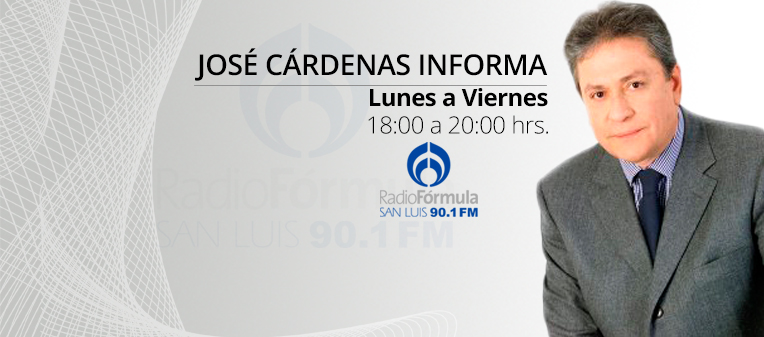 JOSÉ CÁRDENAS INFORMA
Lunes a Viernes
18:00 a 20:00 hrs.
RadioFórmula
SAN LUIS 90.1 FM
RadioFórmula
SAN LUIS 90.1 FM